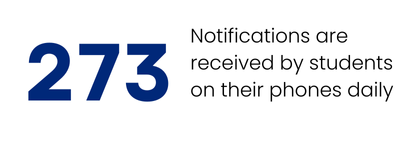 273
Notifications are
received by students
on their phones daily